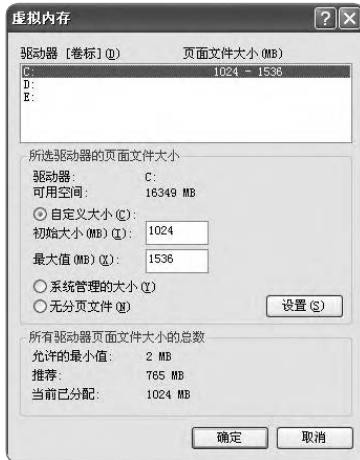 虚拟内存
驱动器 [卷标](D) 页面文件大小(MB)
C: 1024 - 1536
D:
E:
所选驱动器的页面文件大小
驱动器: C:
可用空间: 16349 MB
自定义大小(C):
初始大小(MB)(I): 1024
最大值(MB)(X): 1536
系统管理的大小(Y)
无分页文件(N) 设置(S)
所有驱动器页面文件大小的总数
允许的最小值: 2 MB
推荐: 765 MB
当前已分配: 1024 MB
确定 取消